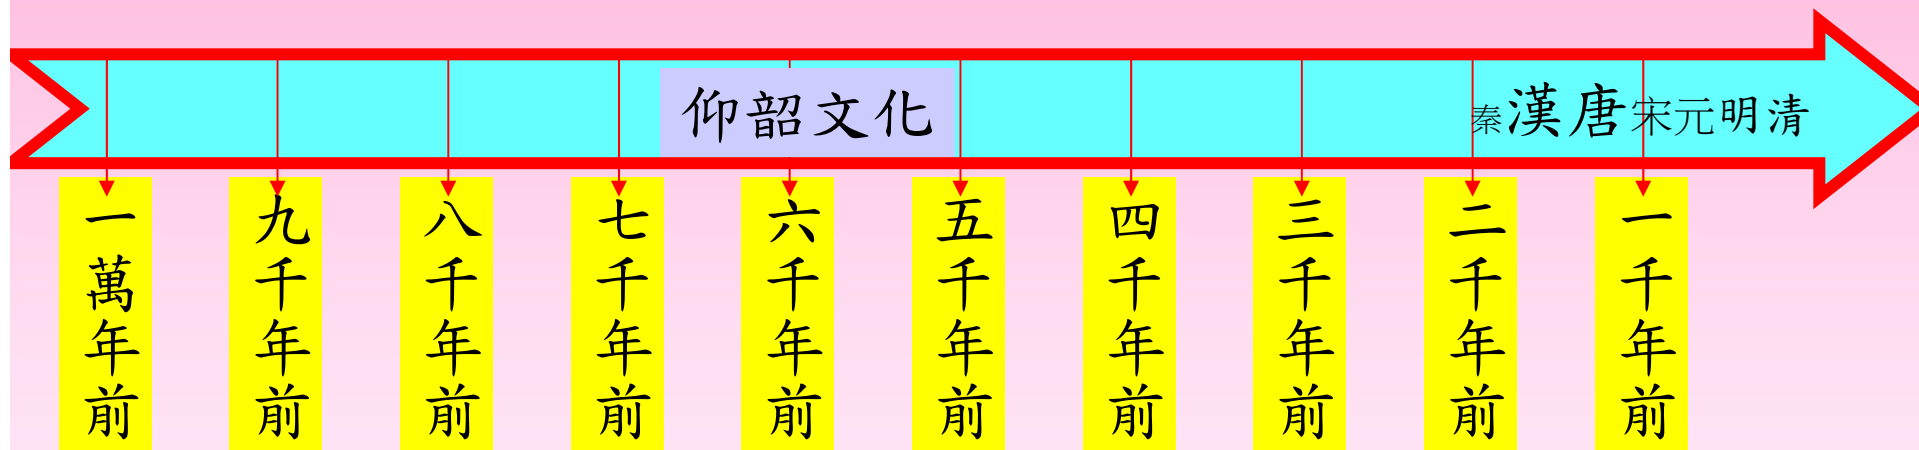 仰韶文化
秦漢唐宋元明清
一萬年前
九千年前
八千年前
七千年前
六千年前
五千年前
四千年前
三千年前
二千年前
一千年前